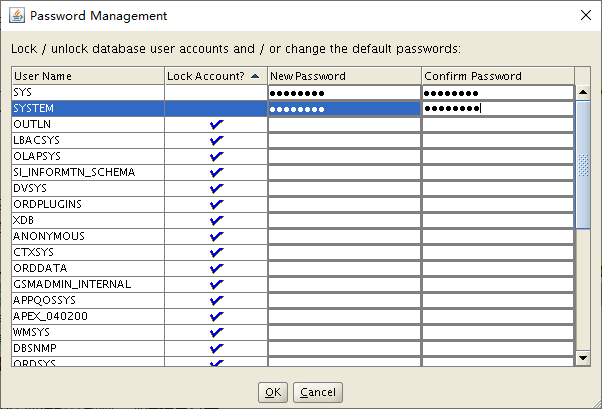 Password Management
Lock / unlock database user accounts and / or change the default passwords:
User Name Lock Account? New Password Confirm Password
SYS ●●●●●●●● ●●●●●●●●
SYSTEM ●●●●●●●● ●●●●●●●●
OUTLN
LBACSYS
OLAPSYS
SI_INFORMTN_SCHEMA
DVSYS
ORDPLUGINS
XDB
ANONYMOUS
CTXSYS
ORDDATA
GSMADMIN_INTERNAL
APPQOSSYS
APEX_040200
WMSYS
DBSNMP
ORDSYS
OK Cancel